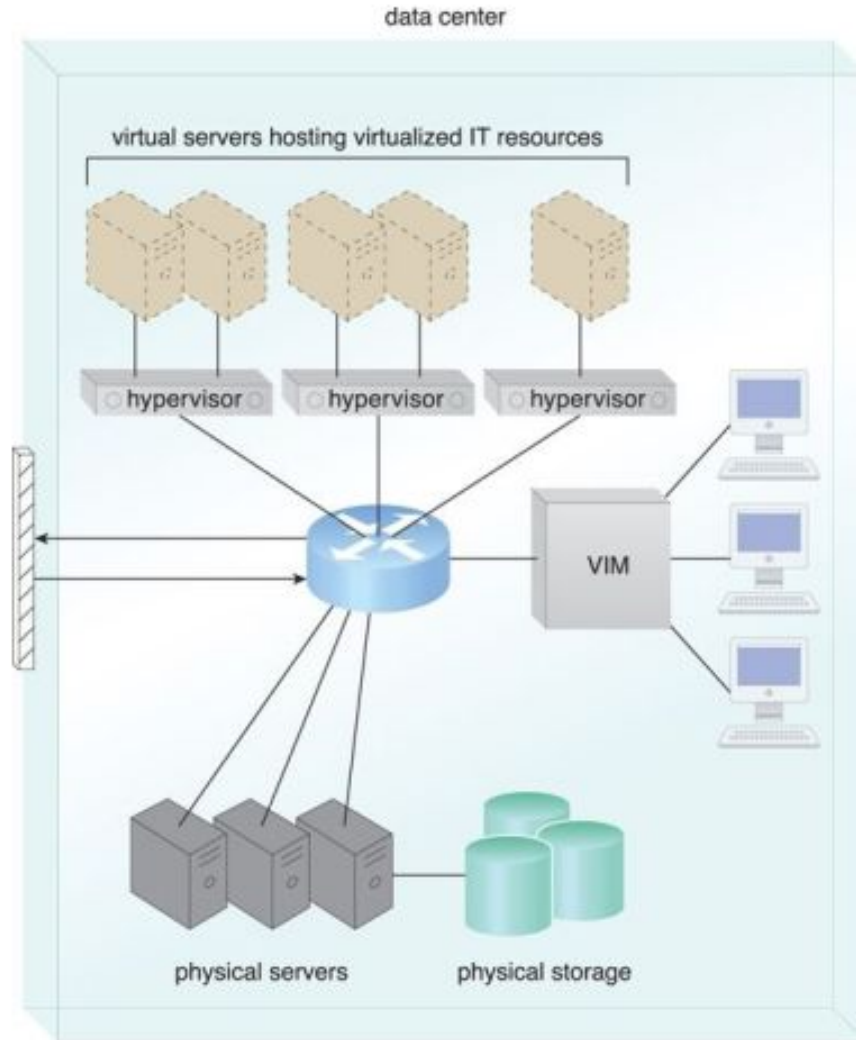 data center
virtual servers hosting virtualized IT resources
hypervisor
hypervisor
hypervisor
VIM
physical servers
physical storage